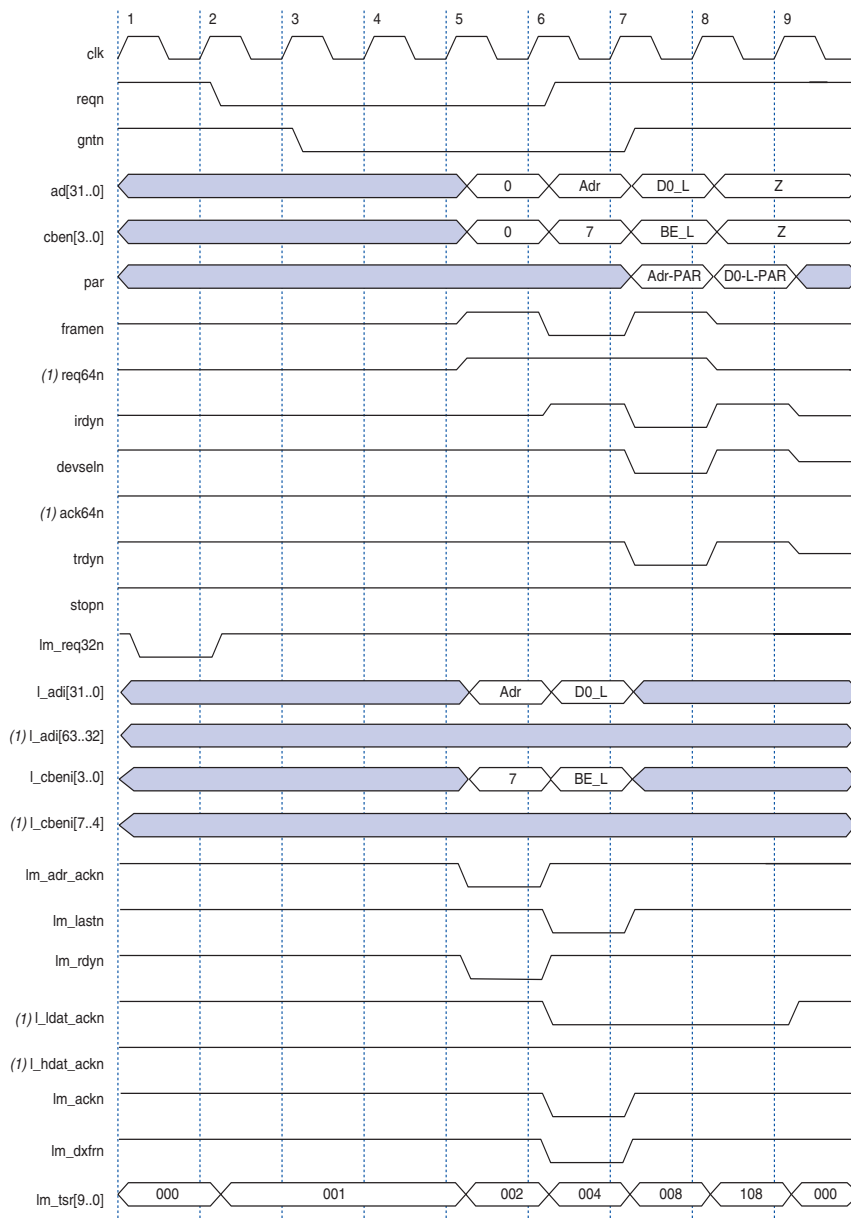 1 2 3 4 5 6 7 8 9
clk
reqn
gntn
ad[31..0] 0 Adr D0_L Z
cben[3..0] 0 7 BE_L Z
par Adr-PAR D0-L-PAR
framen
(1) req64n
irdyn
devseln
(1) ack64n
trdyn
stopn
lm_req32n
l_adi[31..0] Adr D0_L
(1) l_adi[63..32]
l_cbeni[3..0] 7 BE_L
(1) l_cbeni[7..4]
lm_adr_ackn
lm_lastn
lm_rdyn
(1) l_ldat_ackn
(1) l_hdat_ackn
lm_ackn
lm_dxfrn
lm_tsr[9..0] 000 001 002 004 008 108 000